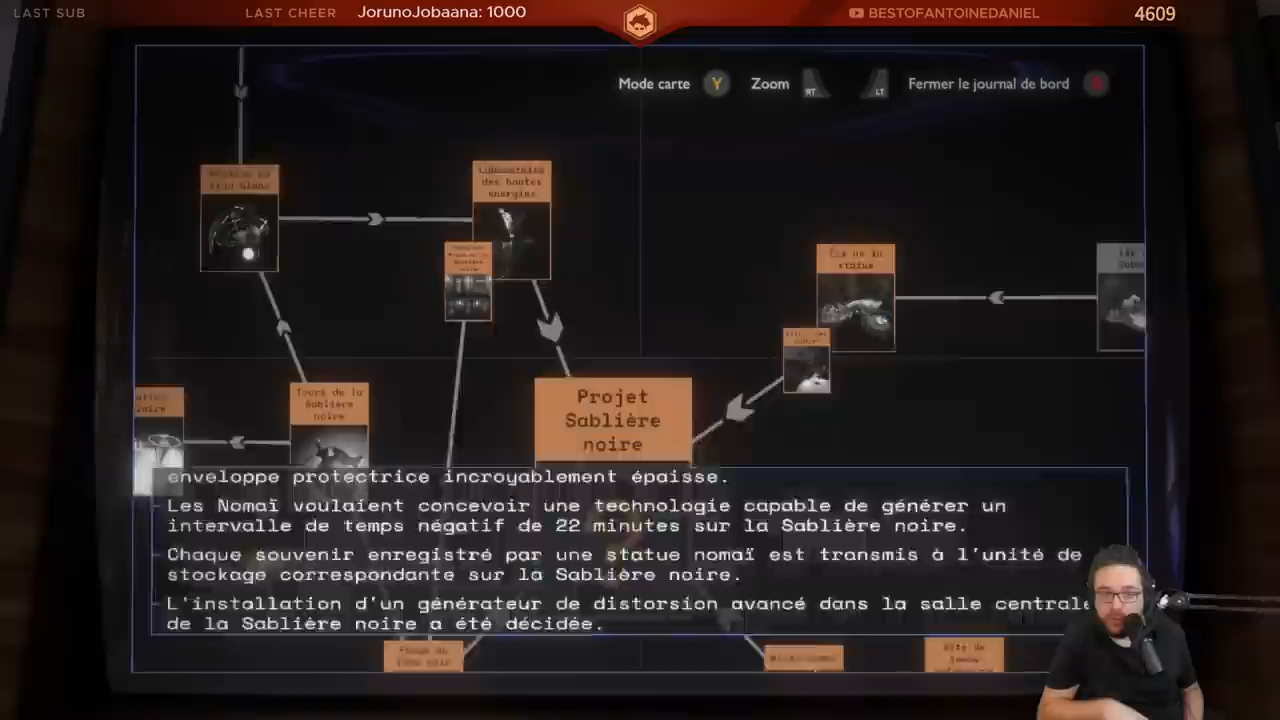 LAST SUB
LAST CHEER JorunoJobaana: 1000
BESTOFANTOINEDANIEL
4609
Mode carte Y Zoom RT LT Fermer le journal de bord
Laboratoire
des hautes
énergies
Projet
Sablière
noire
Tours de la
Sablière
noire
enveloppe protectrice incroyablement épaisse.
Les Nomaï voulaient concevoir une technologie capable de générer un
intervalle de temps négatif de 22 minutes sur la Sablière noire.
Chaque souvenir enregistré par une statue nomaï est transmis à l'unité de
stockage correspondante sur la Sablière noire.
L'installation d'un générateur de distorsion avancé dans la salle centrale
de la Sablière noire a été décidée.